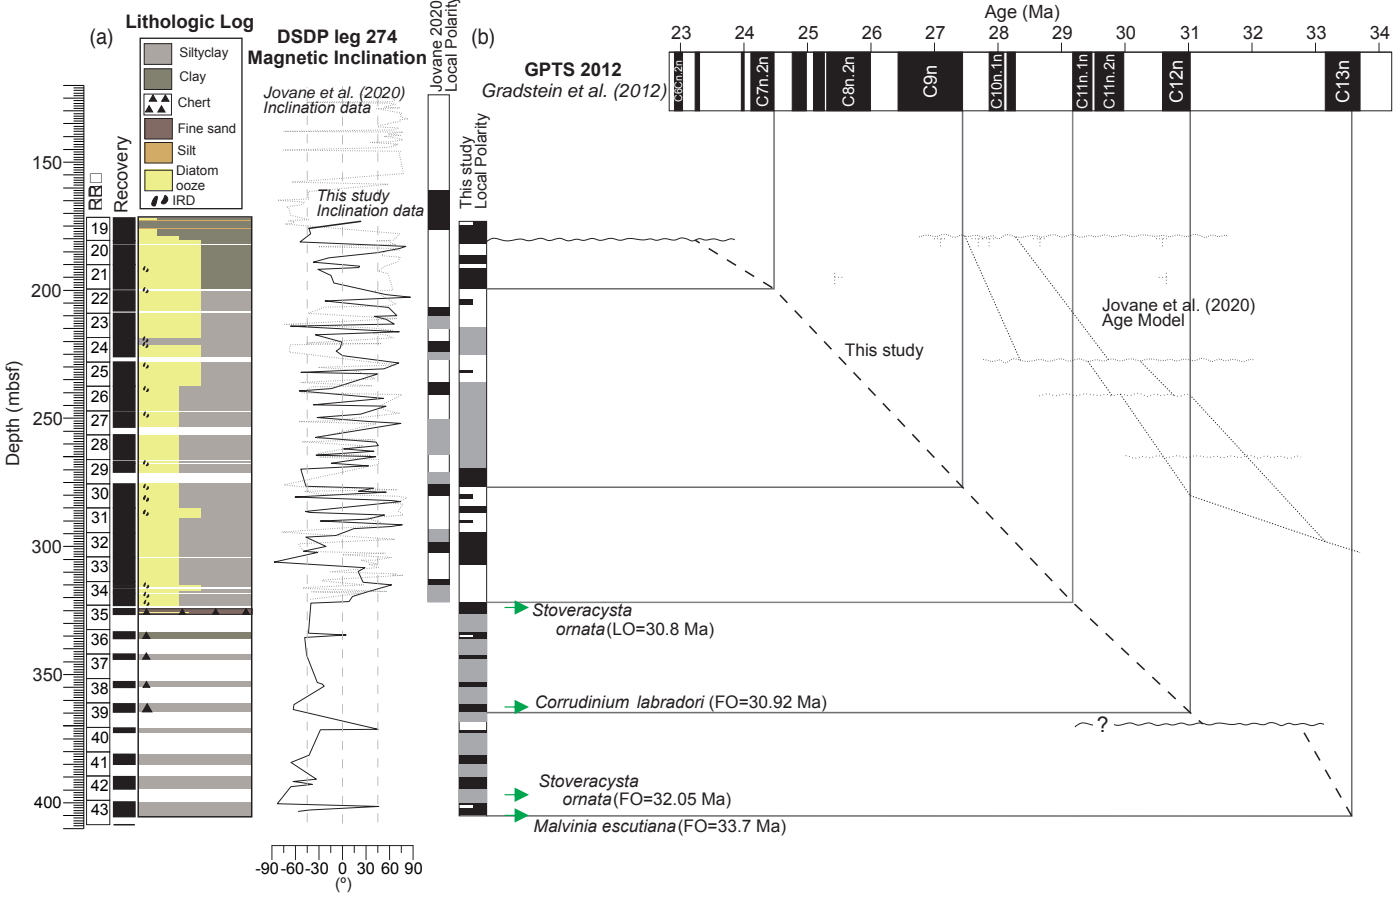 (a)
Lithologic Log
Siltyclay
Clay
Chert
Fine sand
Silt
Diatom
ooze
IRD
DSDP leg 274
Magnetic Inclination
Jovane et al. (2020)
Inclination data
This study
Inclination data
Jovane 2020
Local Polarity
This study
Local Polarity
(b)
GPTS 2012
Gradstein et al. (2012)
Age (Ma)
23 24 25 26 27 28 29 30 31 32 33 34
C6Cn.2n
C7n.2n
C8n.2n
C9n
C10n.1n
C11n.1n
C11n.2n
C12n
C13n
Depth (mbsf)
150
200
250
300
350
400
Recovery
19
20
21
22
23
24
25
26
27
28
29
30
31
32
33
34
35
36
37
38
39
40
41
42
43
This study
Jovane et al. (2020)
Age Model
Stoveracysta
ornata (LO=30.8 Ma)
Corrudinium labradori (FO=30.92 Ma)
?
Stoveracysta
ornata (FO=32.05 Ma)
Malvinia escutiana (FO=33.7 Ma)
-90 -60 -30 0 30 60 90
(°)